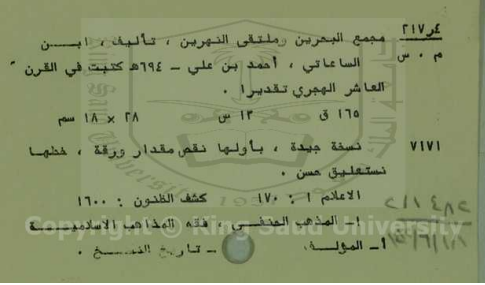 ٢١٧٫٤ مجمع البحرين وملتقى النهرين ، تأليف ، ابن
م ٠ س الساعاتي ، أحمد بن علي - ٦٩٤هـ كتبت في القرن
العاشر الهجري تقديرا .
١٦٥ ق ١٣ س ٢٨ × ١٨ سم
٧١٧١ نسخة جيدة ، بأولها نقص مقدار ورقة ، خطها
نستعليق حسن .
الاعلام ١ : ١٧٠ كشف الظنون : ١٦٠٠
١- المذهب الحنفي ، فقه المذاهب الاسلامية
أ- المؤلف - تاريخ النسخ .
Copyright © King Saud University